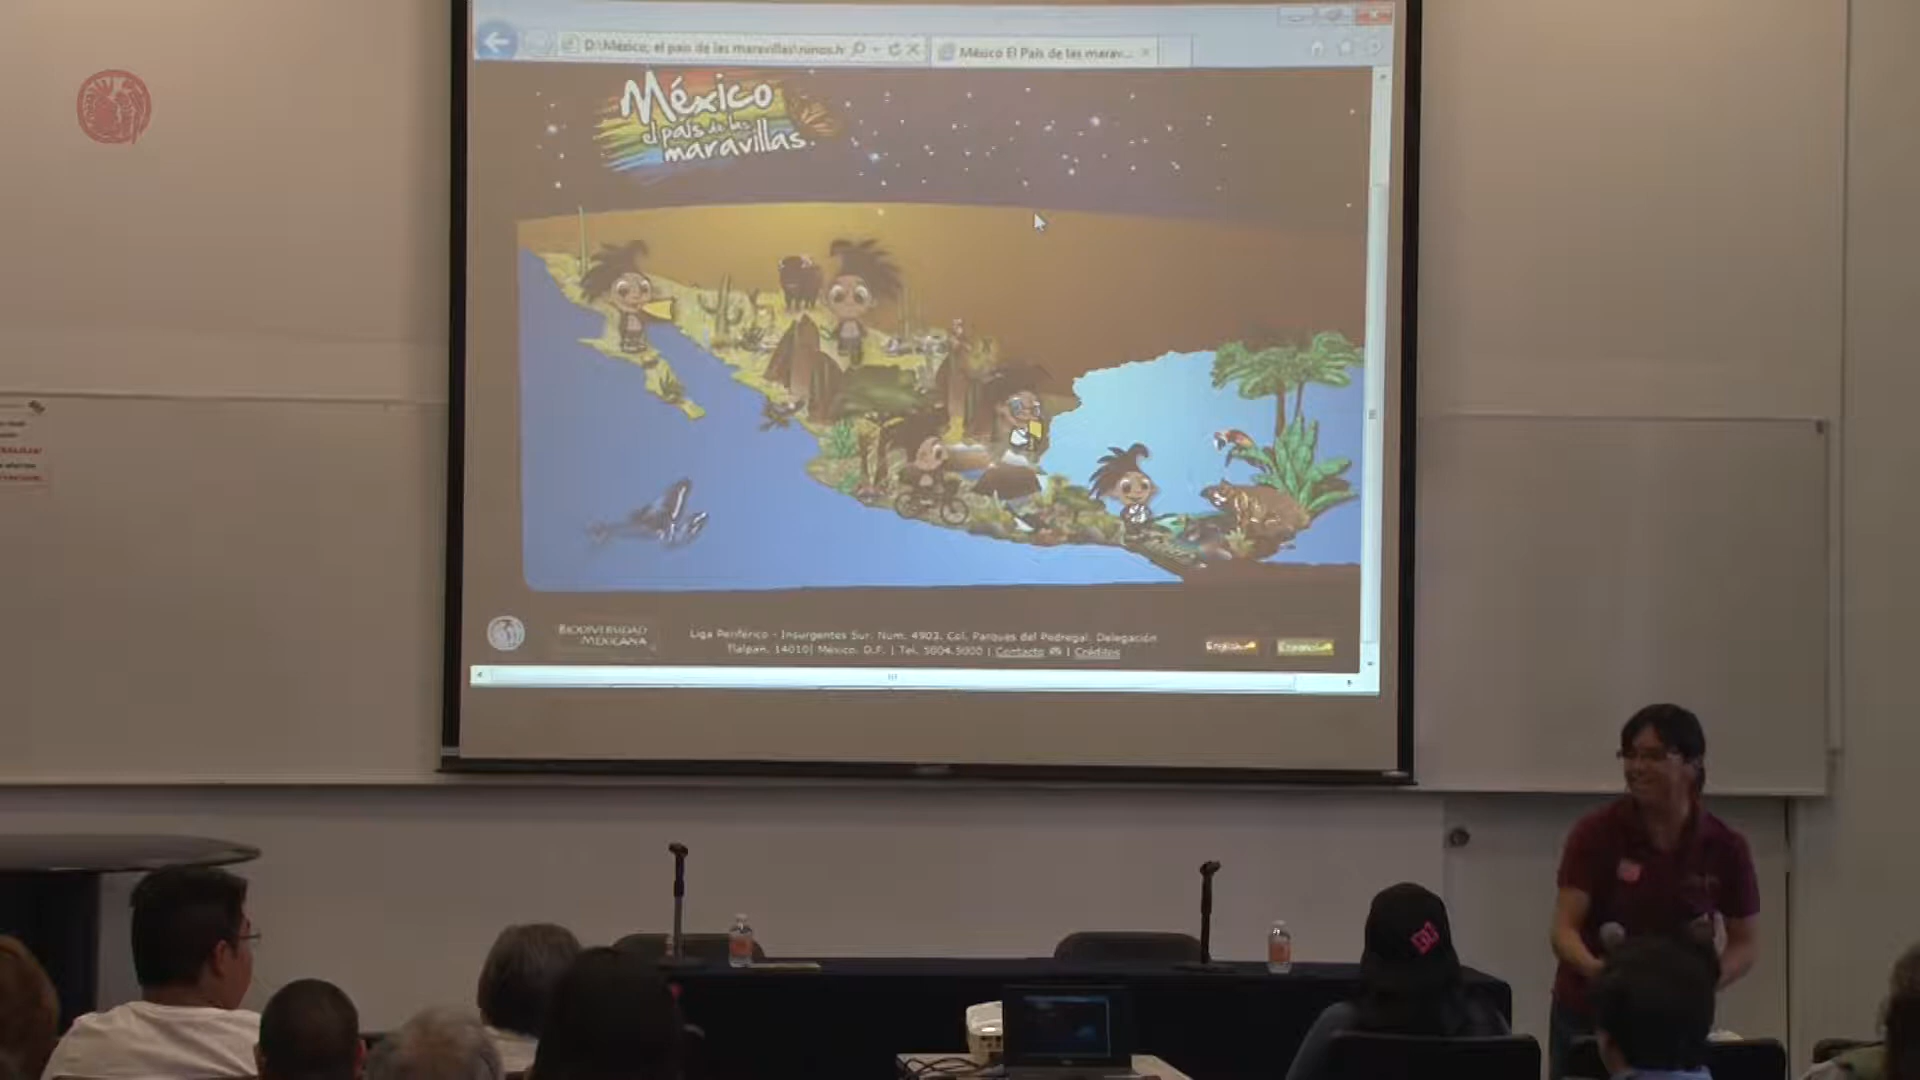 D:\México, el país de las maravillas\ninos.h
México El País de las marav...
México
el país de las
maravillas
BIODIVERSIDAD
MEXICANA
Liga Periférico - Insurgentes Sur, Núm. 4903, Col. Parques del Pedregal, Delegación
Tlalpan, 14010| México, D.F. | Tel. 5004.5000 | Contacto | Créditos
English
Español